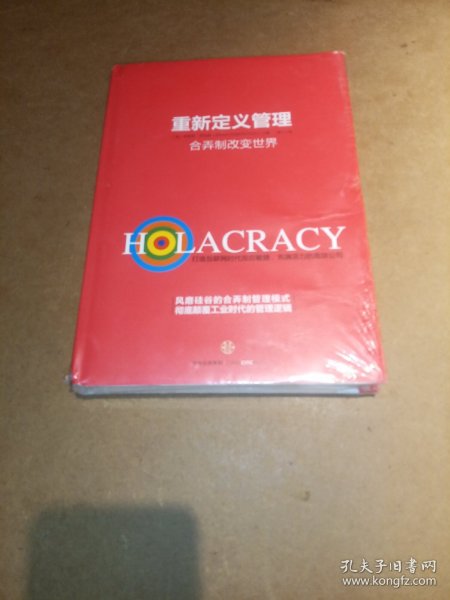 重新定义管理
合弄制改变世界
HOLACRACY
风靡硅谷的合弄制管理模式
彻底颠覆工业时代的管理逻辑
孔夫子旧书网
www.kongfz.com